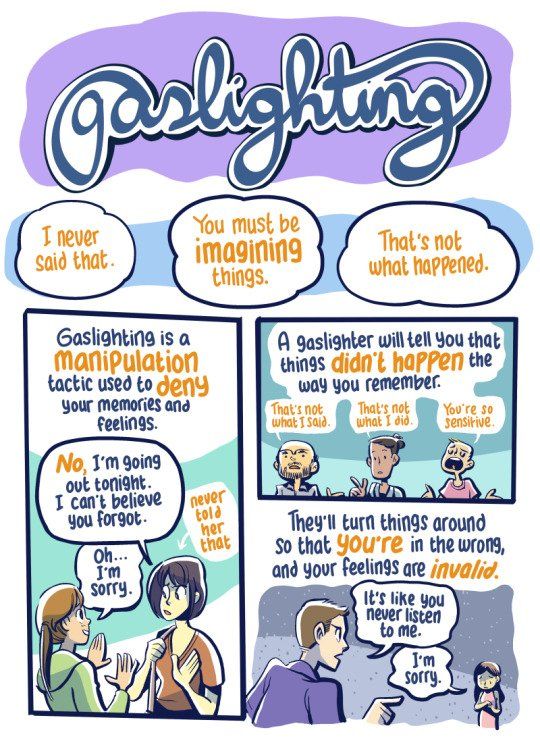 gaslighting
I never
said that.
You must be
imagining
things.
That's not
what happened.
Gaslighting is a
manipulation
tactic used to deny
your memories and
feelings.
No, I'm going
out tonight.
I can't believe
you forgot.
never
told
her
that
Oh...
I'm
sorry.
A gaslighter will tell you that
things didn't happen the
way you remember.
That's not
what I said.
That's not
what I did.
You're so
sensitive.
They'll turn things around
so that you're in the wrong,
and your feelings are invalid.
It's like you
never listen
to me.
I'm
sorry.